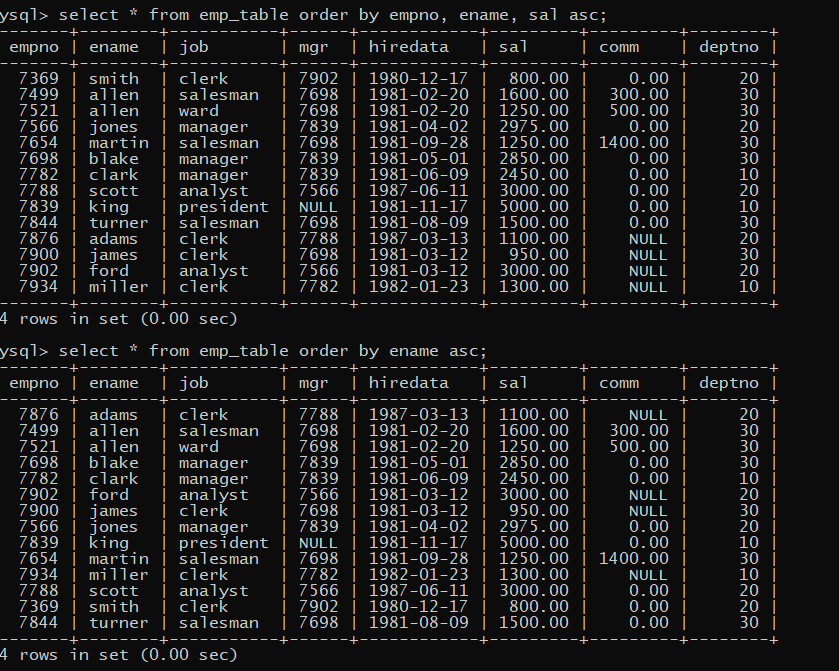 ysql> select * from emp_table order by empno, ename, sal asc;
-------+--------+-----------+------+------------+---------+---------+--------+
 empno | ename  | job       | mgr  | hiredata   | sal     | comm    | deptno |
-------+--------+-----------+------+------------+---------+---------+--------+
  7369 | smith  | clerk     | 7902 | 1980-12-17 |  800.00 |    0.00 |     20 |
  7499 | allen  | salesman  | 7698 | 1981-02-20 | 1600.00 |  300.00 |     30 |
  7521 | allen  | ward      | 7698 | 1981-02-20 | 1250.00 |  500.00 |     30 |
  7566 | jones  | manager   | 7839 | 1981-04-02 | 2975.00 |    0.00 |     20 |
  7654 | martin | salesman  | 7698 | 1981-09-28 | 1250.00 | 1400.00 |     30 |
  7698 | blake  | manager   | 7839 | 1981-05-01 | 2850.00 |    0.00 |     30 |
  7782 | clark  | manager   | 7839 | 1981-06-09 | 2450.00 |    0.00 |     10 |
  7788 | scott  | analyst   | 7566 | 1987-06-11 | 3000.00 |    0.00 |     20 |
  7839 | king   | president | NULL | 1981-11-17 | 5000.00 |    0.00 |     10 |
  7844 | turner | salesman  | 7698 | 1981-08-09 | 1500.00 |    0.00 |     30 |
  7876 | adams  | clerk     | 7788 | 1987-03-13 | 1100.00 |    NULL |     20 |
  7900 | james  | clerk     | 7698 | 1981-03-12 |  950.00 |    NULL |     30 |
  7902 | ford   | analyst   | 7566 | 1981-03-12 | 3000.00 |    NULL |     20 |
  7934 | miller | clerk     | 7782 | 1982-01-23 | 1300.00 |    NULL |     10 |
-------+--------+-----------+------+------------+---------+---------+--------+
4 rows in set (0.00 sec)
ysql> select * from emp_table order by ename asc;
-------+--------+-----------+------+------------+---------+---------+--------+
 empno | ename  | job       | mgr  | hiredata   | sal     | comm    | deptno |
-------+--------+-----------+------+------------+---------+---------+--------+
  7876 | adams  | clerk     | 7788 | 1987-03-13 | 1100.00 |    NULL |     20 |
  7499 | allen  | salesman  | 7698 | 1981-02-20 | 1600.00 |  300.00 |     30 |
  7521 | allen  | ward      | 7698 | 1981-02-20 | 1250.00 |  500.00 |     30 |
  7698 | blake  | manager   | 7839 | 1981-05-01 | 2850.00 |    0.00 |     30 |
  7782 | clark  | manager   | 7839 | 1981-06-09 | 2450.00 |    0.00 |     10 |
  7902 | ford   | analyst   | 7566 | 1981-03-12 | 3000.00 |    NULL |     20 |
  7900 | james  | clerk     | 7698 | 1981-03-12 |  950.00 |    NULL |     30 |
  7566 | jones  | manager   | 7839 | 1981-04-02 | 2975.00 |    0.00 |     20 |
  7839 | king   | president | NULL | 1981-11-17 | 5000.00 |    0.00 |     10 |
  7654 | martin | salesman  | 7698 | 1981-09-28 | 1250.00 | 1400.00 |     30 |
  7934 | miller | clerk     | 7782 | 1982-01-23 | 1300.00 |    NULL |     10 |
  7788 | scott  | analyst   | 7566 | 1987-06-11 | 3000.00 |    0.00 |     20 |
  7369 | smith  | clerk     | 7902 | 1980-12-17 |  800.00 |    0.00 |     20 |
  7844 | turner | salesman  | 7698 | 1981-08-09 | 1500.00 |    0.00 |     30 |
-------+--------+-----------+------+------------+---------+---------+--------+
4 rows in set (0.00 sec)